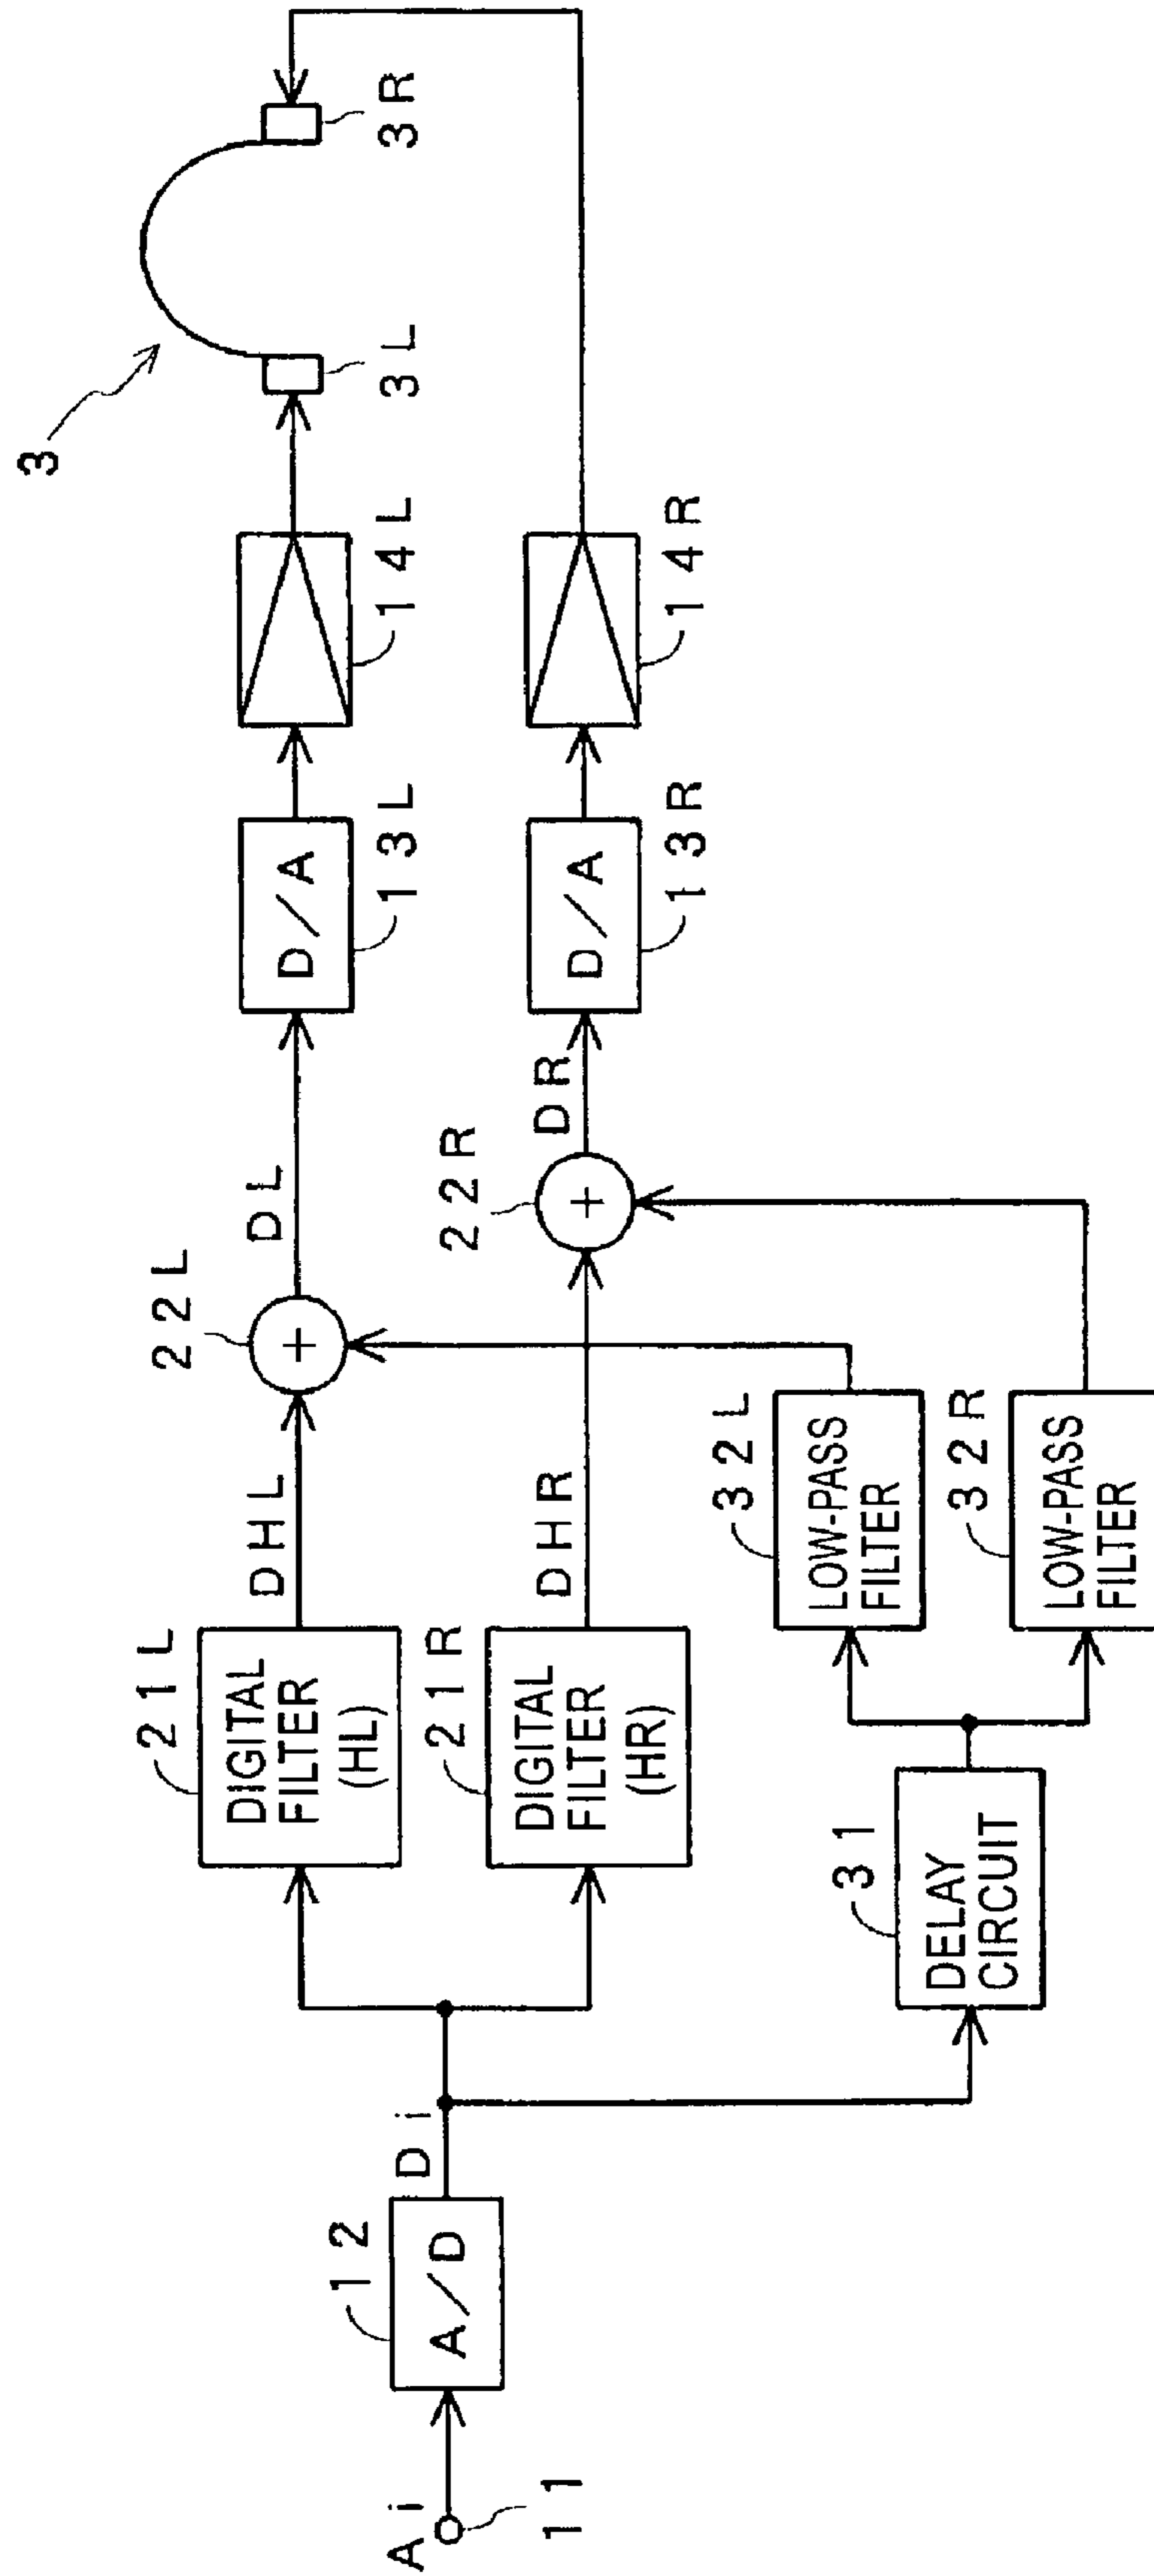 3
3L
3R
14L
14R
D/A
13L
D/A
13R
DL
DR
22L
22R
DHL
DHR
21L
DIGITAL
FILTER
(HL)
21R
DIGITAL
FILTER
(HR)
32L
LOW-PASS
FILTER
32R
LOW-PASS
FILTER
31
DELAY
CIRCUIT
Di
12
A/D
Ai
11